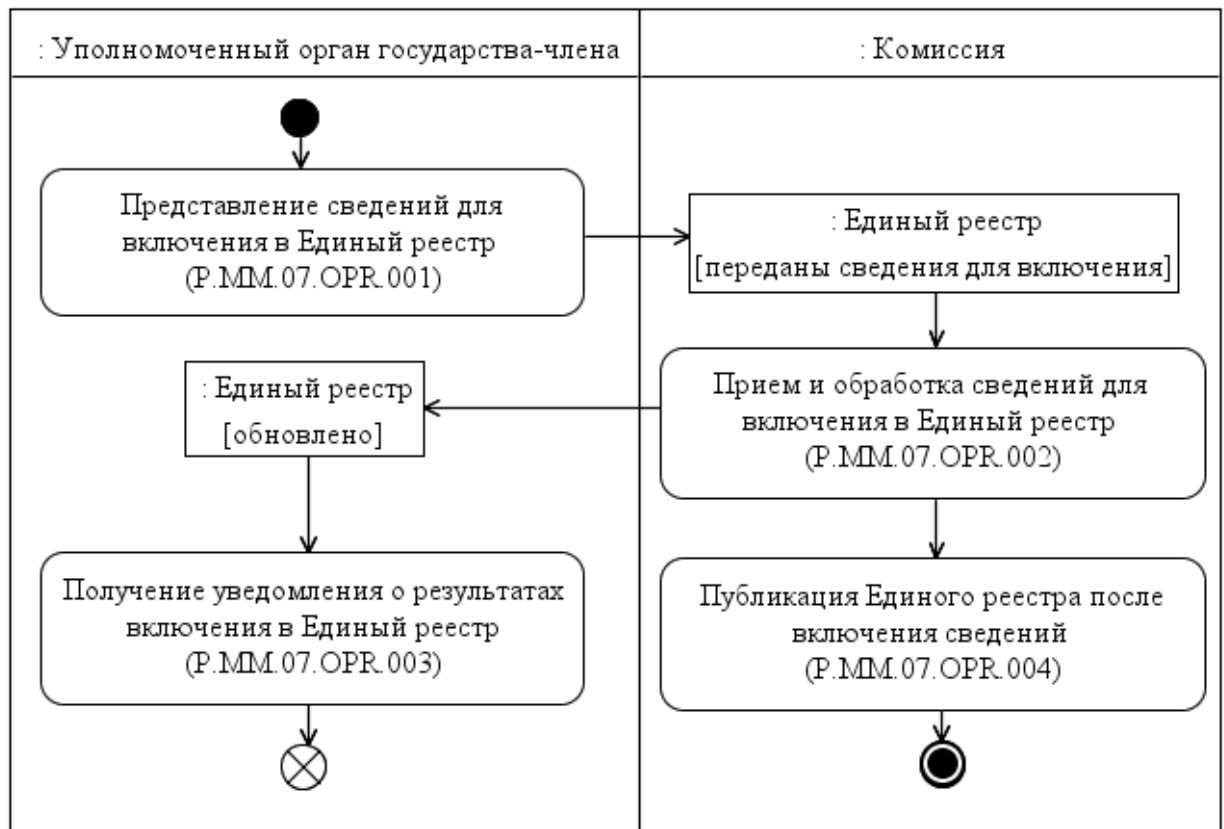 : Уполномоченный орган государства-члена
: Комиссия
Представление сведений для
включения в Единый реестр
(P.MM.07.OPR.001)
: Единый реестр
[переданы сведения для включения]
: Единый реестр
[обновлено]
Прием и обработка сведений для
включения в Единый реестр
(P.MM.07.OPR.002)
Получение уведомления о результатах
включения в Единый реестр
(P.MM.07.OPR.003)
Публикация Единого реестра после
включения сведений
(P.MM.07.OPR.004)